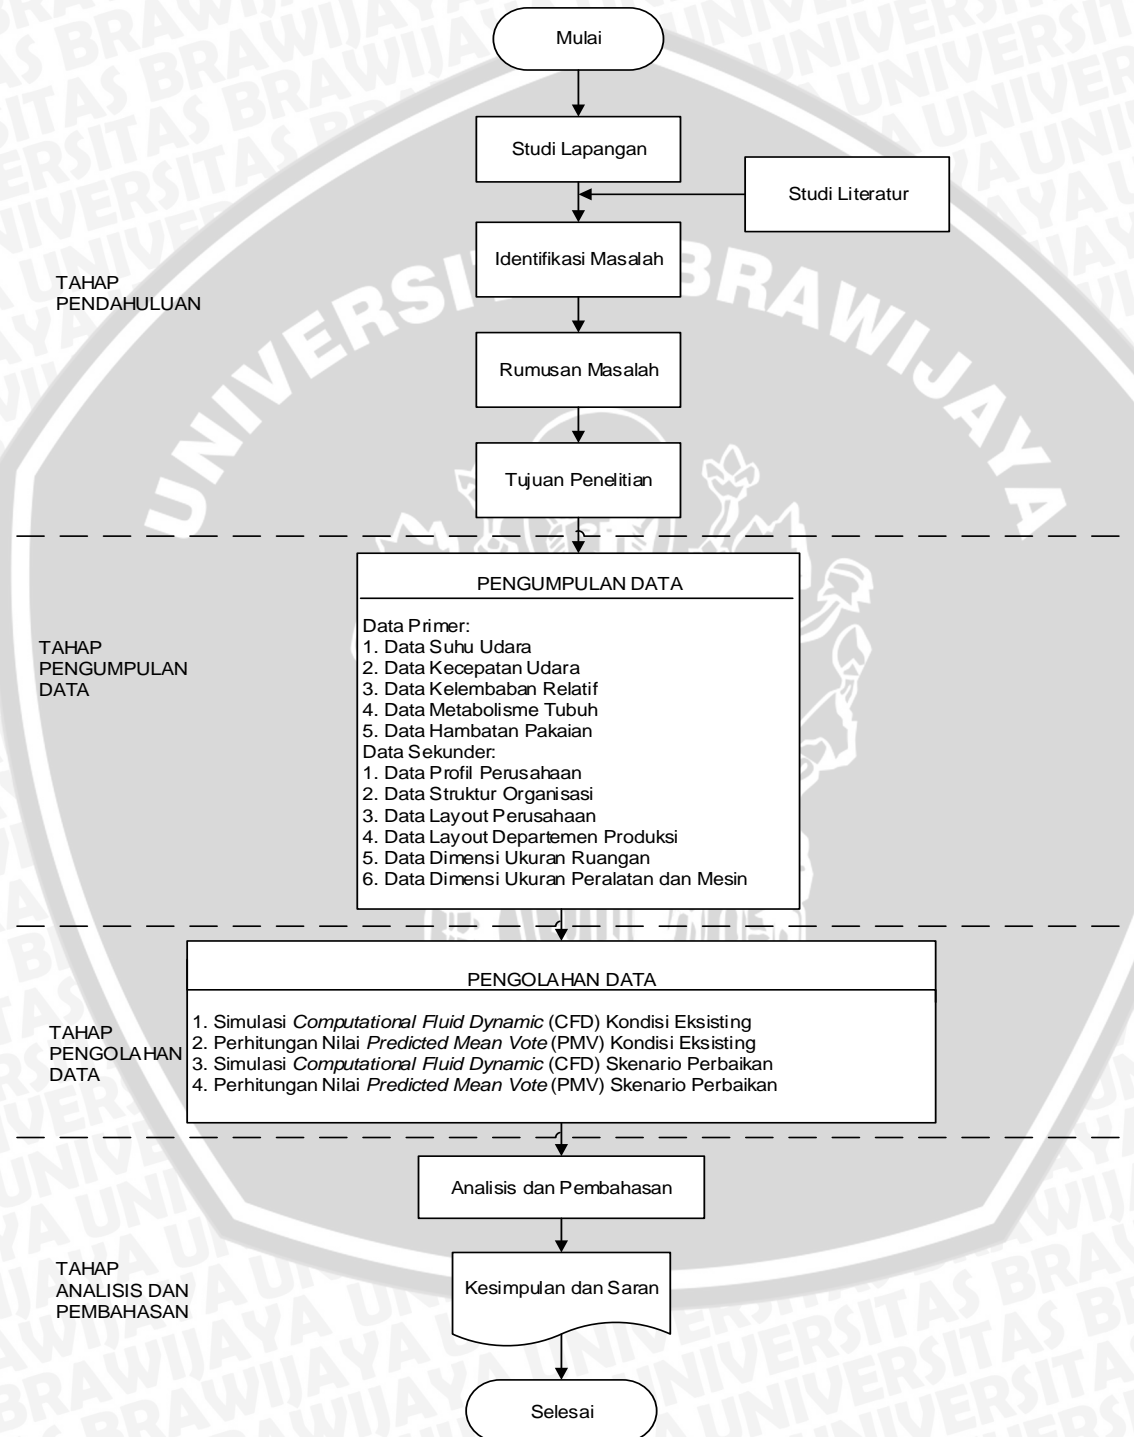 Mulai
Studi Lapangan
Studi Literatur
Identifikasi Masalah
TAHAP
PENDAHULUAN
Rumusan Masalah
Tujuan Penelitian
PENGUMPULAN DATA
Data Primer:
1. Data Suhu Udara
2. Data Kecepatan Udara
3. Data Kelembaban Relatif
4. Data Metabolisme Tubuh
5. Data Hambatan Pakaian
Data Sekunder:
1. Data Profil Perusahaan
2. Data Struktur Organisasi
3. Data Layout Perusahaan
4. Data Layout Departemen Produksi
5. Data Dimensi Ukuran Ruangan
6. Data Dimensi Ukuran Peralatan dan Mesin
TAHAP
PENGUMPULAN
DATA
PENGOLAHAN DATA
1. Simulasi Computational Fluid Dynamic (CFD) Kondisi Eksisting
2. Perhitungan Nilai Predicted Mean Vote (PMV) Kondisi Eksisting
3. Simulasi Computational Fluid Dynamic (CFD) Skenario Perbaikan
4. Perhitungan Nilai Predicted Mean Vote (PMV) Skenario Perbaikan
TAHAP
PENGOLAHAN
DATA
Analisis dan Pembahasan
TAHAP
ANALISIS DAN
PEMBAHASAN
Kesimpulan dan Saran
Selesai
UNIVERSITAS BRAWIJAYA